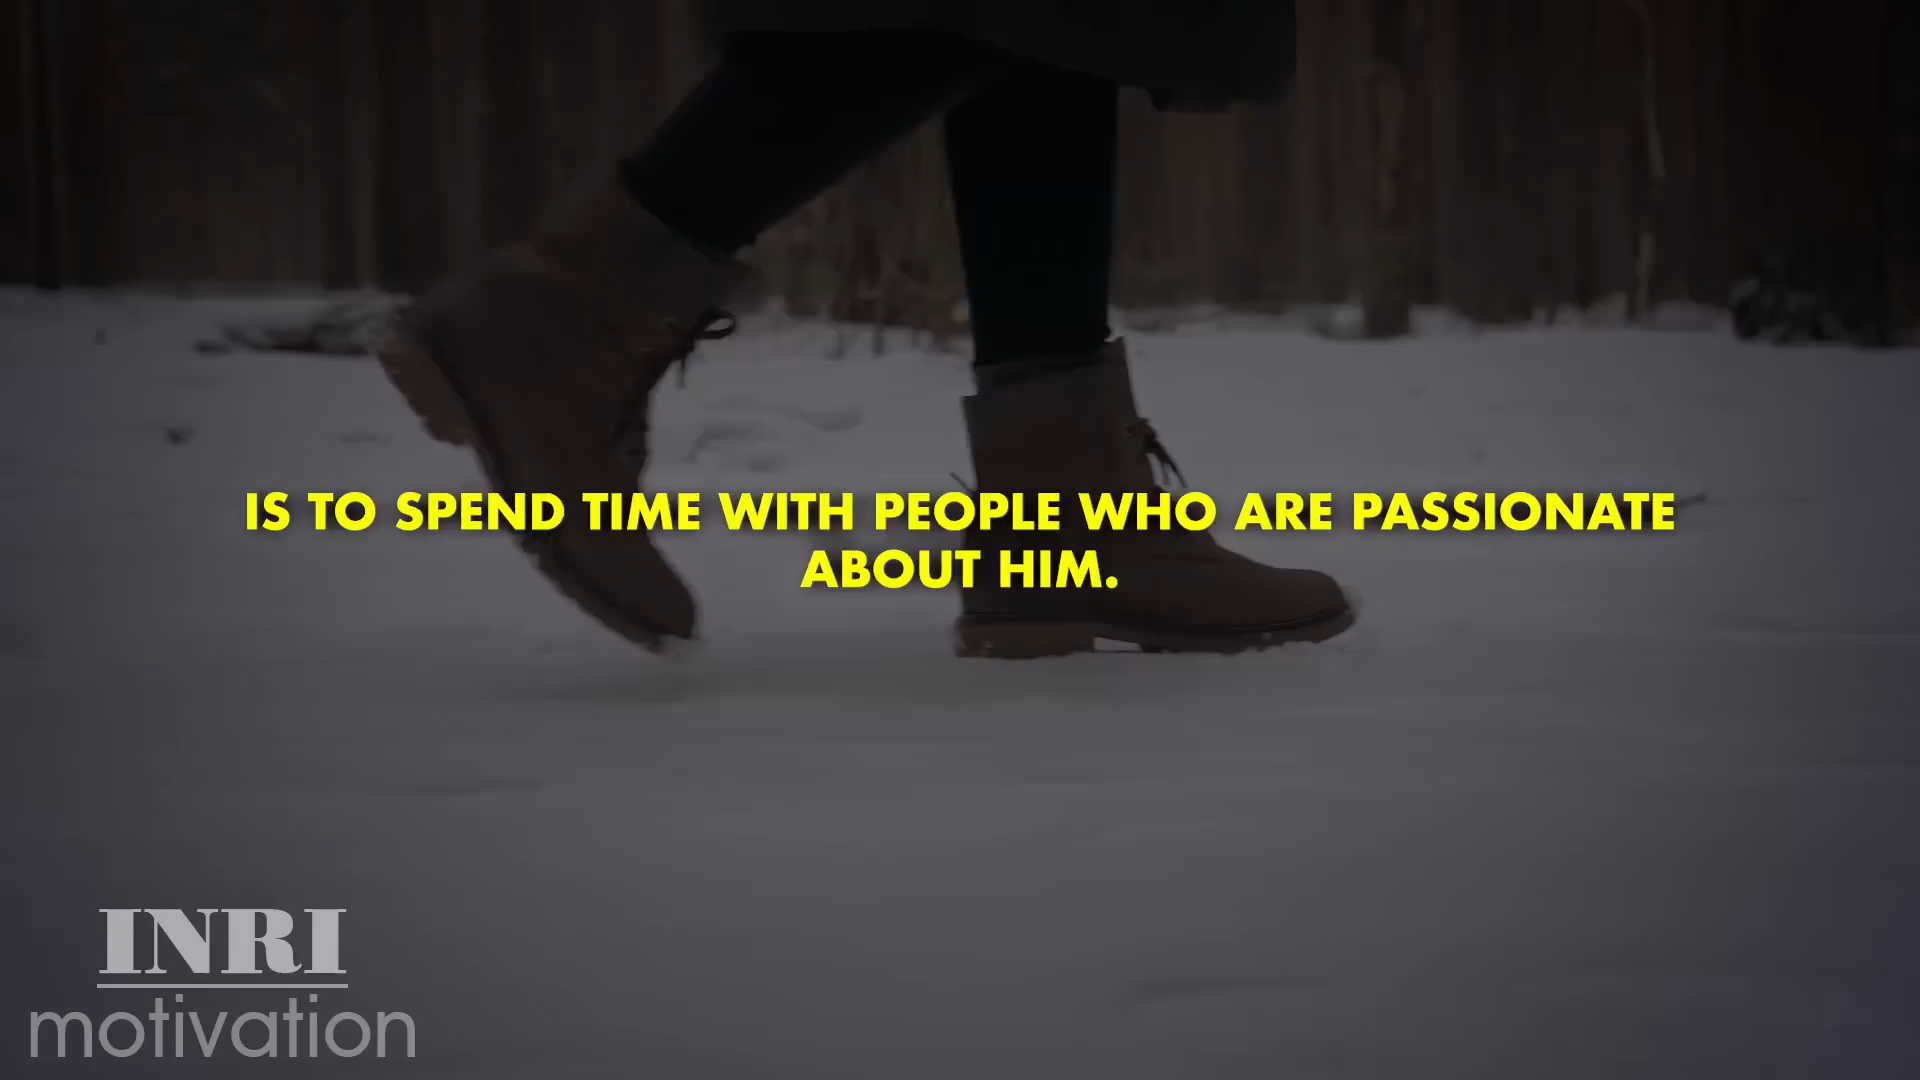 IS TO SPEND TIME WITH PEOPLE WHO ARE PASSIONATE
ABOUT HIM.
INRI
motivation